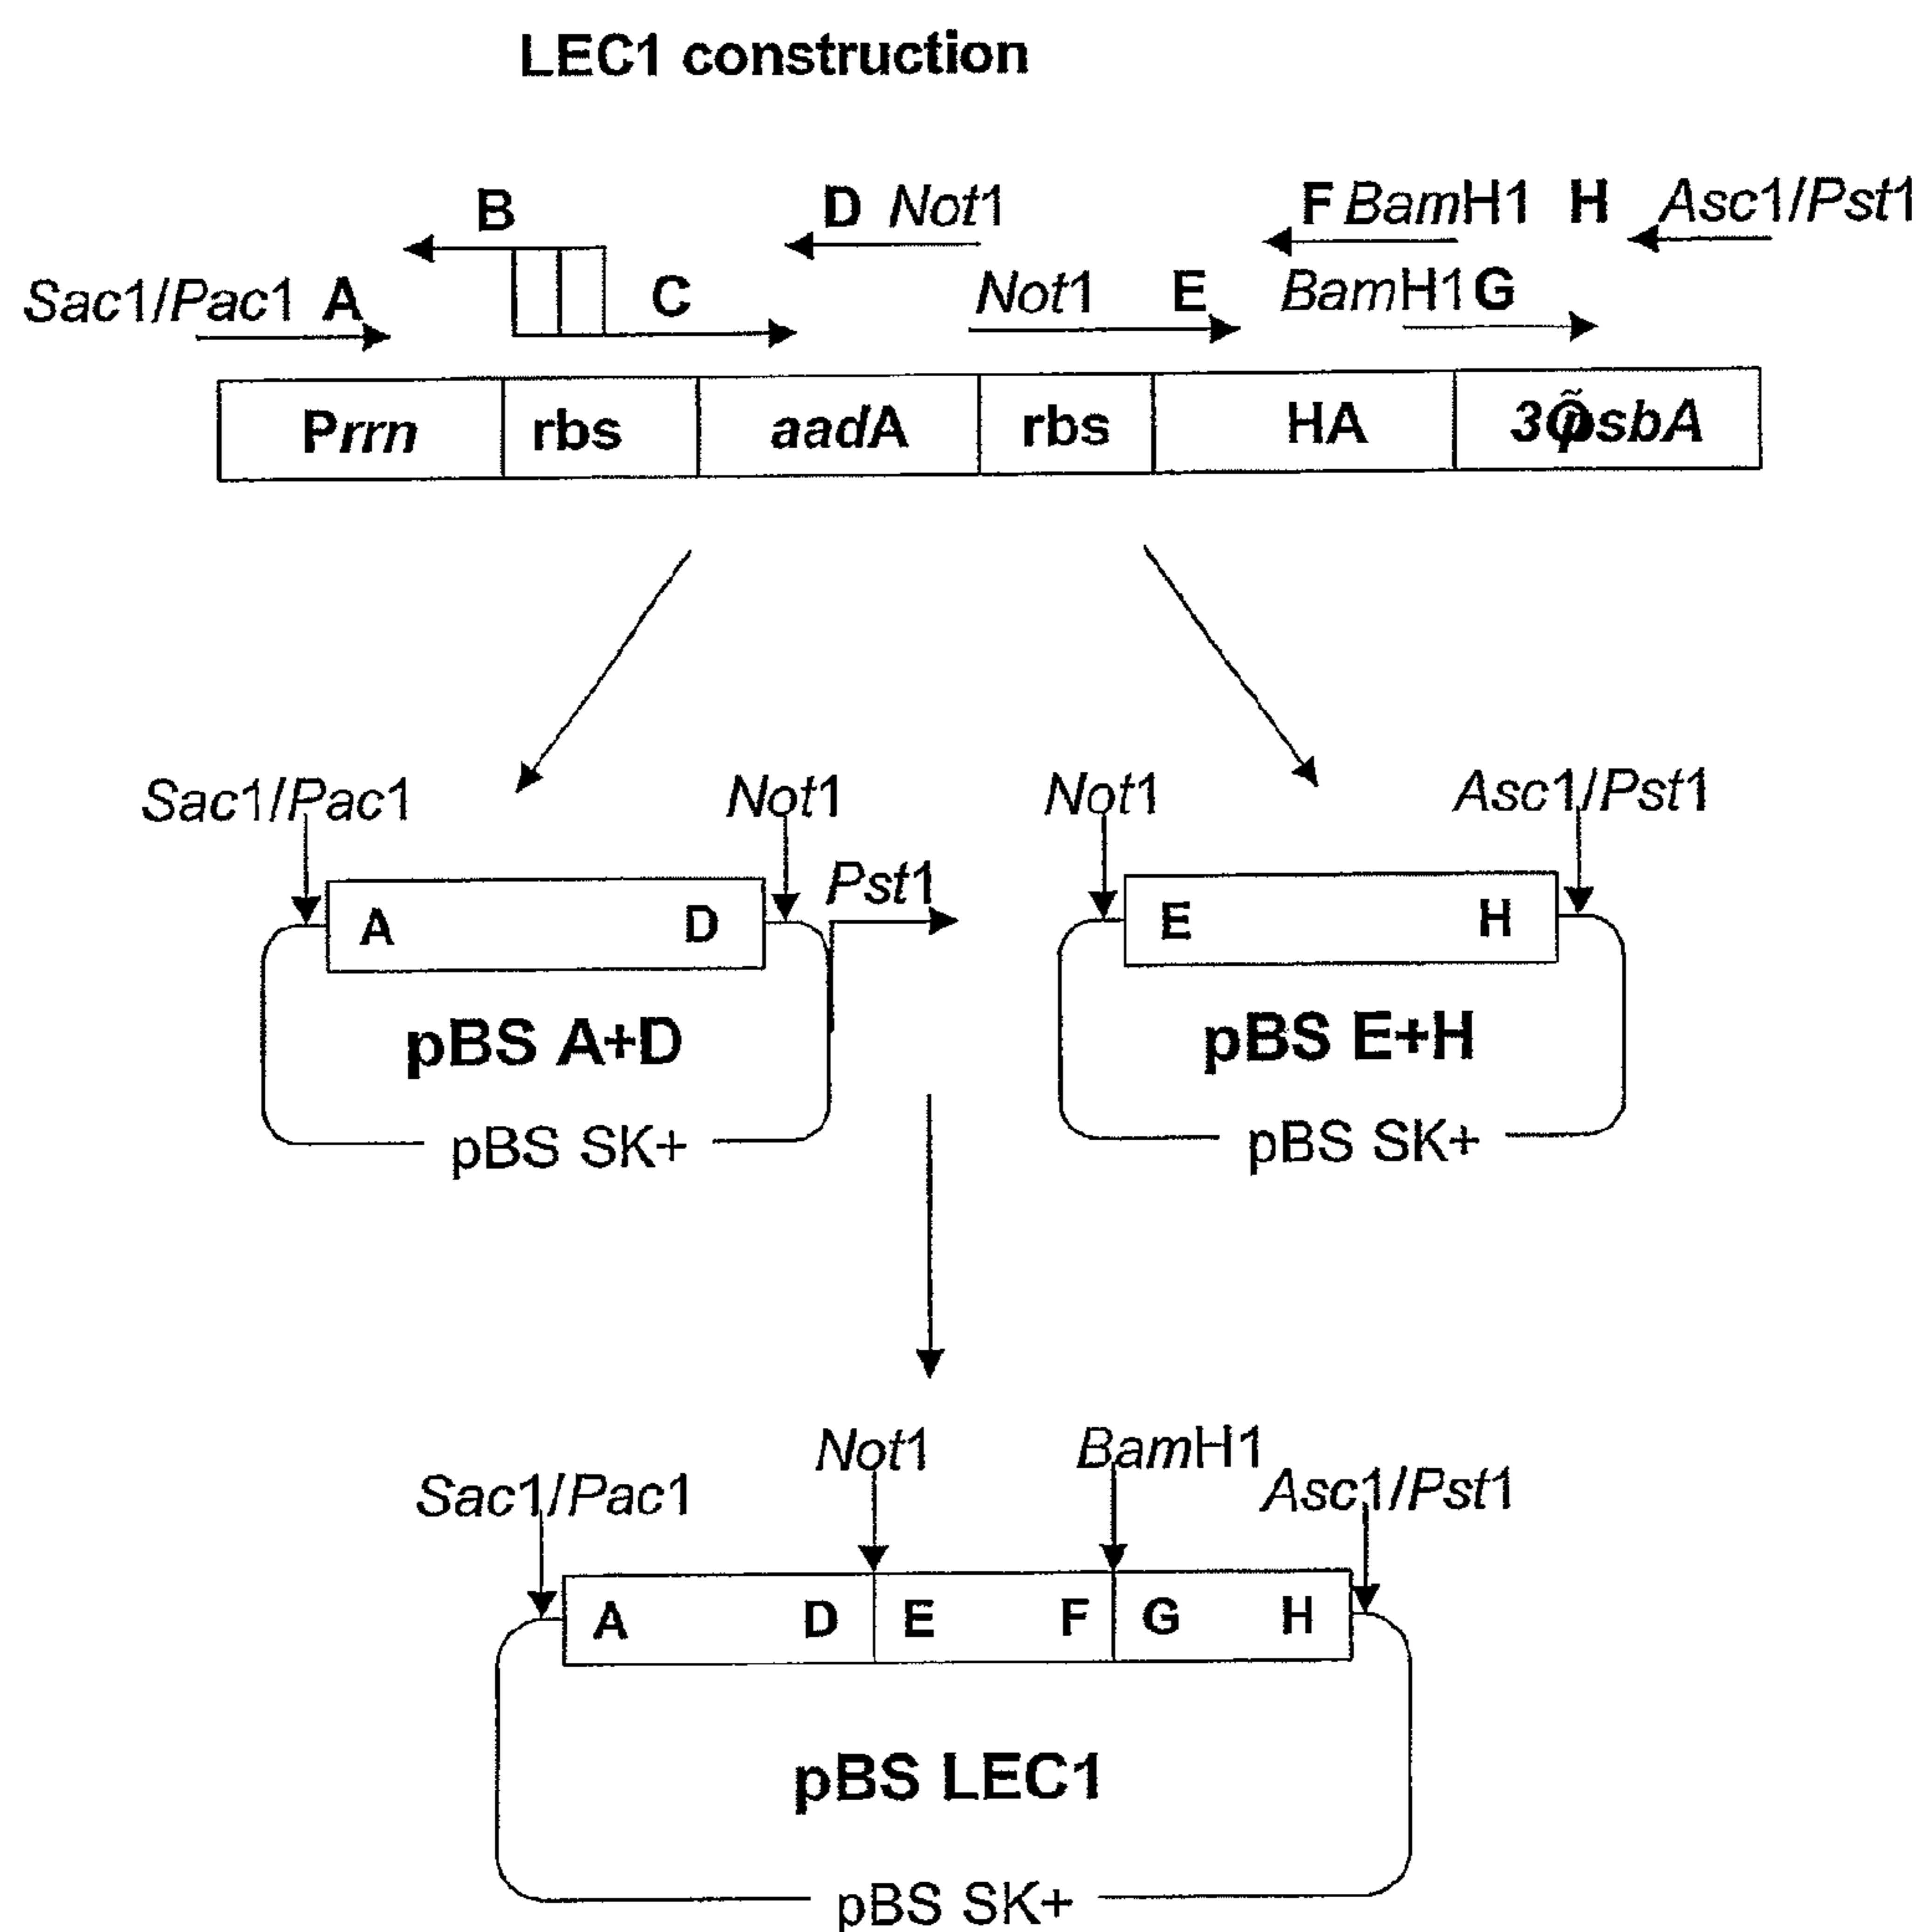 LEC1 construction
B
D Not1
F BamH1 H Asc1/Pst1
Sac1/Pac1 A
C
Not1 E
BamH1 G
Prrn rbs aadA rbs HA 3 psbA
Sac1/Pac1
Not1
Not1
Asc1/Pst1
Pst1
A D
E H
pBS A+D
pBS E+H
pBS SK+
pBS SK+
Not1
BamH1
Sac1/Pac1
Asc1/Pst1
A D E F G H
pBS LEC1
pBS SK+